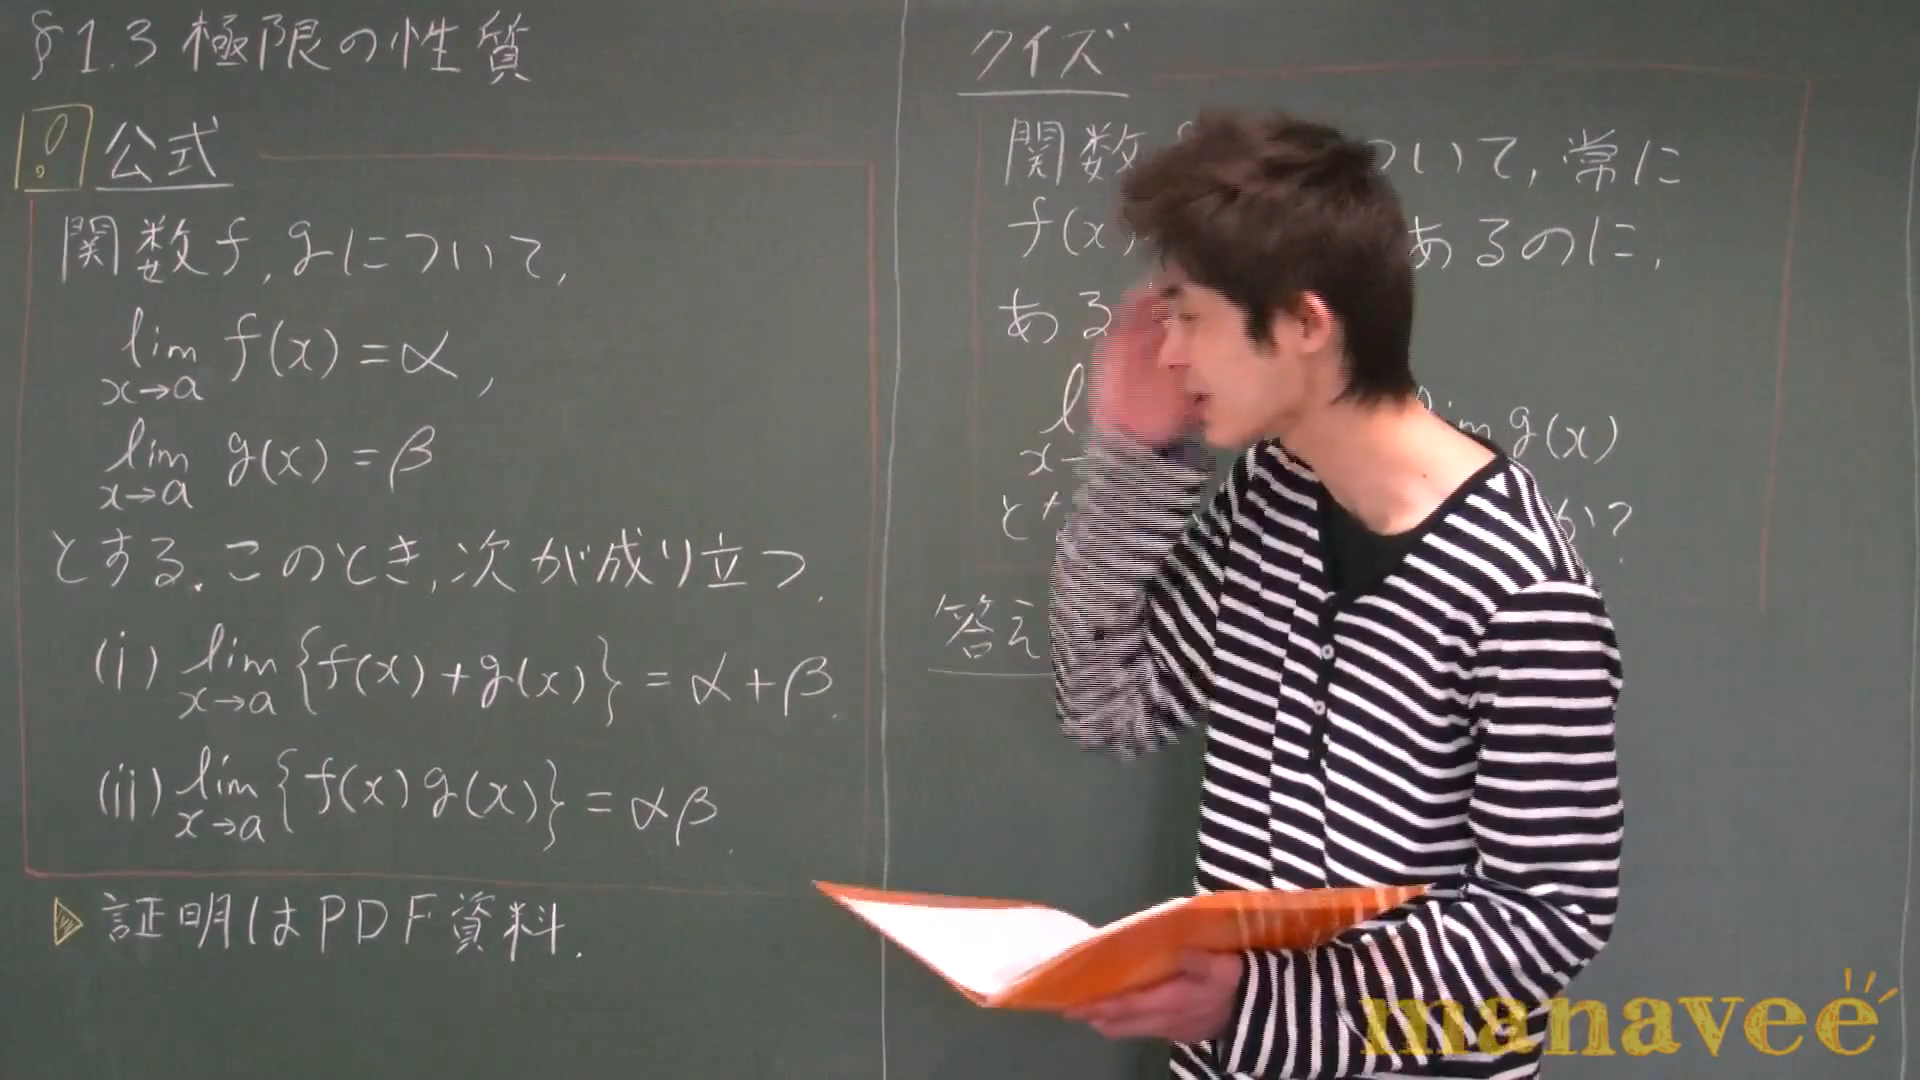 §1.3 極限の性質
公式
関数f,gについて,
lim f(x)=α,
x→a
lim g(x)=β
x→a
とする.このとき,次が成り立つ.
(i) lim {f(x)+g(x)}=α+β.
x→a
(ii) lim {f(x)g(x)}=αβ.
x→a
▷ 証明はPDF資料.
クイズ
関数 ついて,常に
f(x) あるのに,
ある
g(x)
x→
か?
答え
manavee